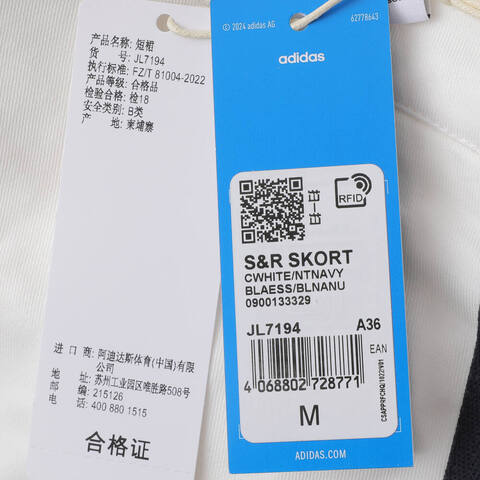 产品名称: 短裙
货 号: JL7194
执行标准: FZ/T 81004-2022
产品等级: 合格品
检验合格: 检18
安全类别: B类
产 地: 柬埔寨
进 口 商: 阿迪达斯体育(中国)有限
公司
地 址: 苏州工业园区唯胜路508号
邮 编: 215126
电 话: 400 880 1515
合格证
© 2024 adidas AG
62778643
adidas
RFID
S&R SKORT
CWHITE/NTNAVY
BLAESS/BLNANU
0900133329
JL7194 A36
EAN
4 068802 728771
M
ADIDAS.COM